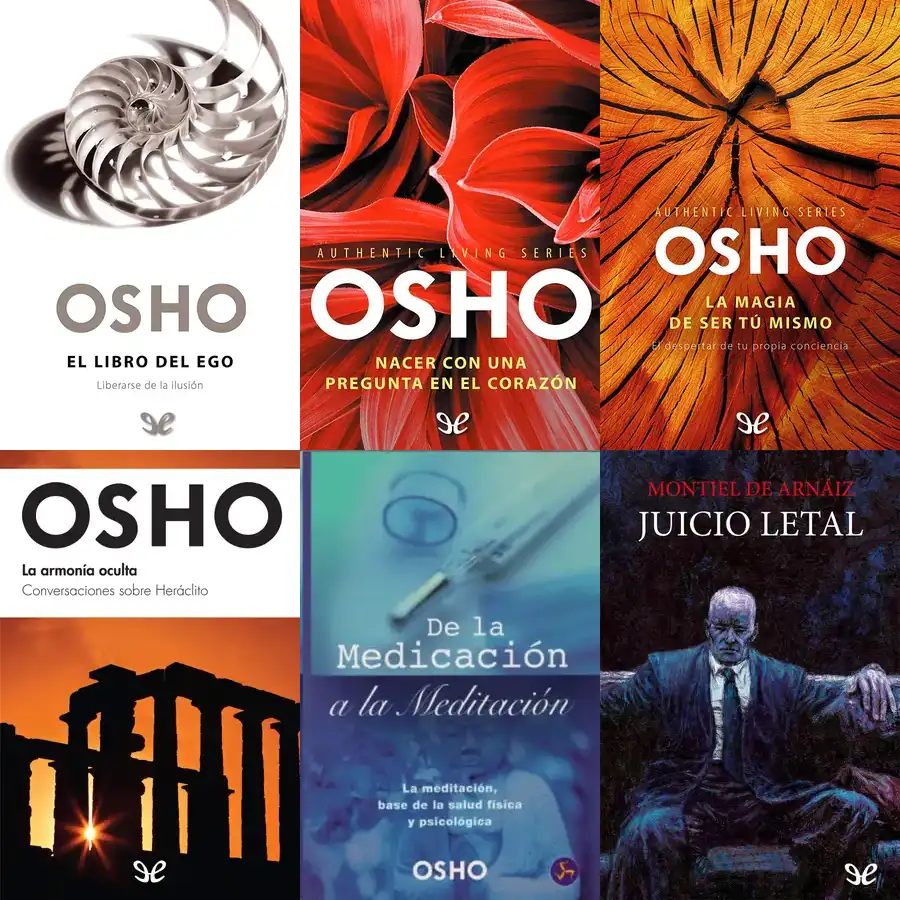 OSHO
EL LIBRO DEL EGO
Liberarse de la ilusión
AUTHENTIC LIVING SERIES
OSHO
NACER CON UNA
PREGUNTA EN EL CORAZÓN
AUTHENTIC LIVING SERIES
OSHO
LA MAGIA
DE SER TÚ MISMO
El despertar de tu propia conciencia
OSHO
La armonía oculta
Conversaciones sobre Heráclito
De la
Medicación
a la Meditación
La meditación,
base de la salud física
y psicológica
OSHO
MONTIEL DE ARNÁIZ
JUICIO LETAL